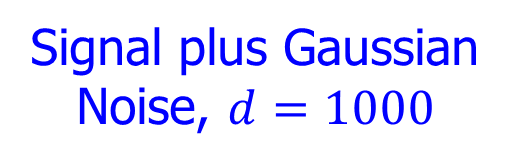 Signal plus Gaussian
Noise, 𝑑 = 1000